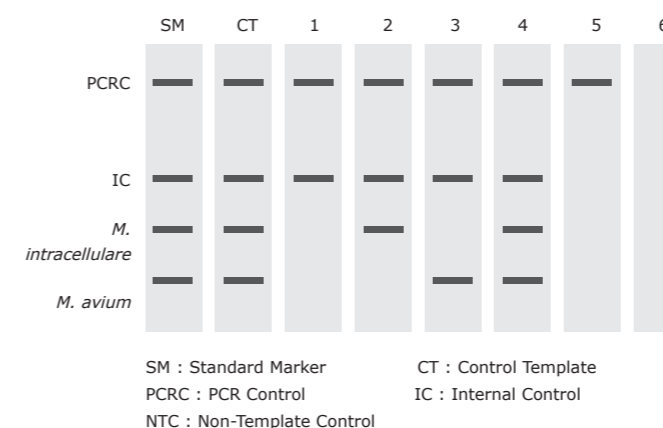 SM CT 1 2 3 4 5 6
PCRC
IC
M.
intracellulare
M. avium
SM : Standard Marker CT : Control Template
PCRC : PCR Control IC : Internal Control
NTC : Non-Template Control